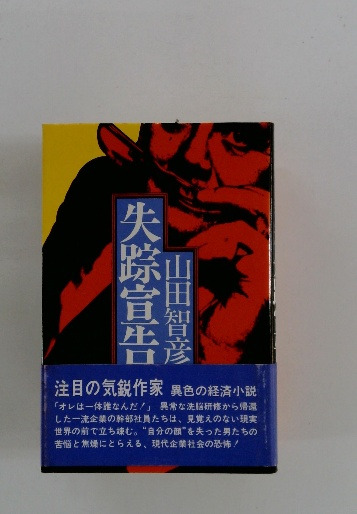 失踪宣告
山田智彦
注目の気鋭作家 異色の経済小説
「オレは一体誰なんだ！」 異常な洗脳研修から帰還
した一流企業の幹部社員たちは、見覚えのない現実
世界の前で立ち竦む。“自分の顔”を失った男たちの
苦悩と焦燥にとらえる、現代企業社会の恐怖！